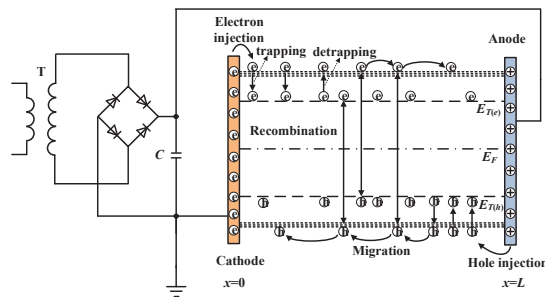 Electron
injection
trapping
detrapping
Anode
T
e e e e e
e e e e e e
E_T(e)
Recombination
C
E_F
E_T(h)
h h h h h h h
h h h h h h
Migration
Cathode
Hole injection
x=0
x=L